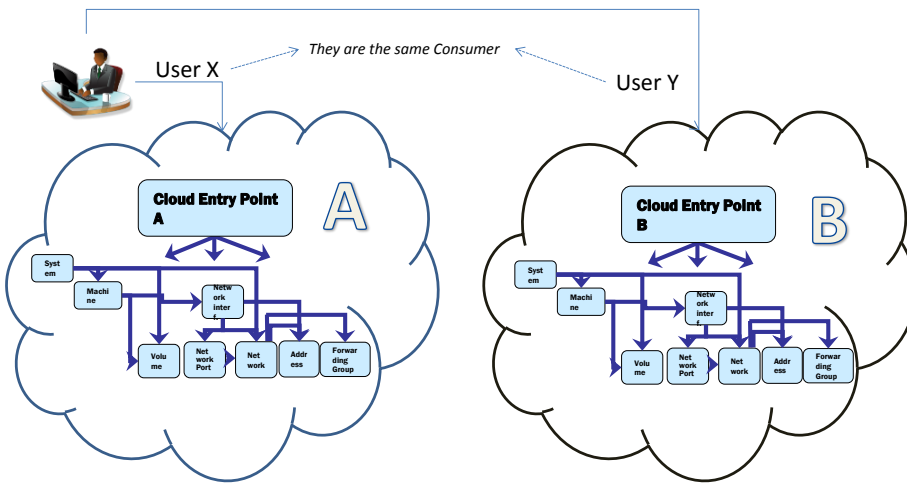 They are the same Consumer
User X
User Y
Cloud Entry Point
A
A
Syst
em
Machi
ne
Netw
ork inter
f.
Volu
me
Net
work
Port
Net
work
Addr
ess
Forwar
ding
Group
Cloud Entry Point
B
B
Syst
em
Machi
ne
Netw
ork
interf.
Volu
me
Net
work
Port
Net
work
Addr
ess
Forwar
ding
Group